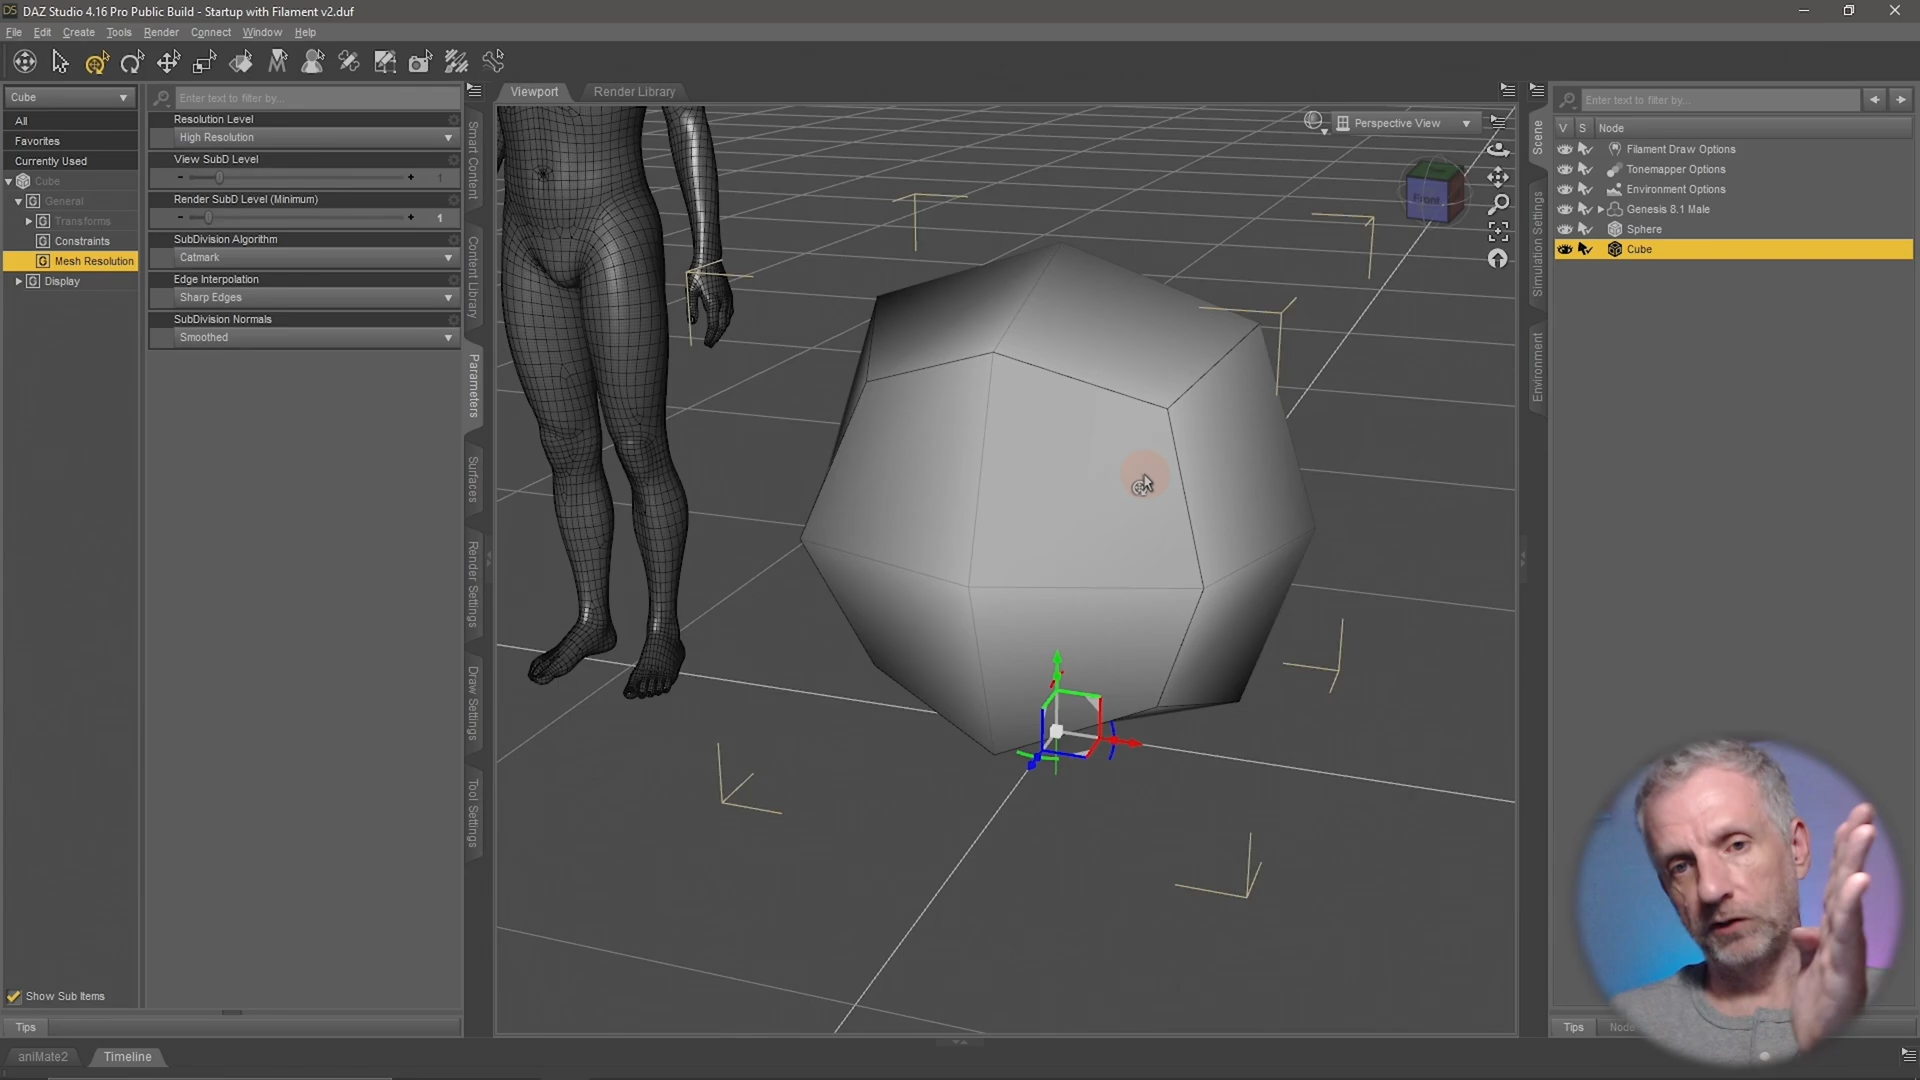 DAZ Studio 4.16 Pro Public Build - Startup with Filament v2.duf
File Edit Create Tools Render Connect Window Help
Cube
All
Favorites
Currently Used
Cube
General
Transforms
Constraints
Mesh Resolution
Display
Show Sub Items
Tips
Enter text to filter by...
Resolution Level
High Resolution
View SubD Level
1
Render SubD Level (Minimum)
1
SubDivision Algorithm
Catmark
Edge Interpolation
Sharp Edges
SubDivision Normals
Smoothed
Smart Content
Content Library
Parameters
Surfaces
Render Settings
Draw Settings
Tool Settings
Viewport Render Library
Perspective View
Front
Scene
Simulation Settings
Environment
Enter text to filter by...
V S Node
Filament Draw Options
Tonemapper Options
Environment Options
Genesis 8.1 Male
Sphere
Cube
Tips
aniMate2 Timeline